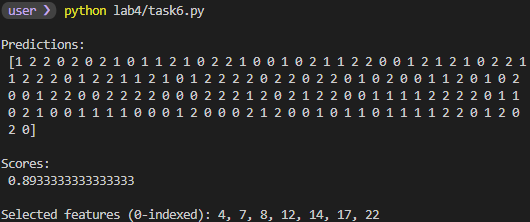 user ❯ python lab4/task6.py
Predictions:
[1 2 2 0 2 0 2 1 0 1 1 2 1 0 2 2 1 0 0 1 0 2 1 1 2 2 0 0 1 2 1 2 1 0 2 2 1
1 2 2 2 0 1 2 2 1 1 2 1 0 1 2 2 2 2 0 2 2 0 2 2 0 1 0 2 0 0 1 1 2 0 1 0 2
0 0 1 2 2 0 0 2 2 2 2 0 0 0 2 2 2 1 2 0 2 1 2 2 0 0 1 1 1 1 2 2 2 0 1 1
0 2 1 0 0 1 1 1 1 0 0 0 1 2 0 0 0 2 1 2 0 0 1 0 1 1 0 1 1 1 1 2 2 0 1 2 0
2 0]
Scores:
0.8933333333333333
Selected features (0-indexed): 4, 7, 8, 12, 14, 17, 22